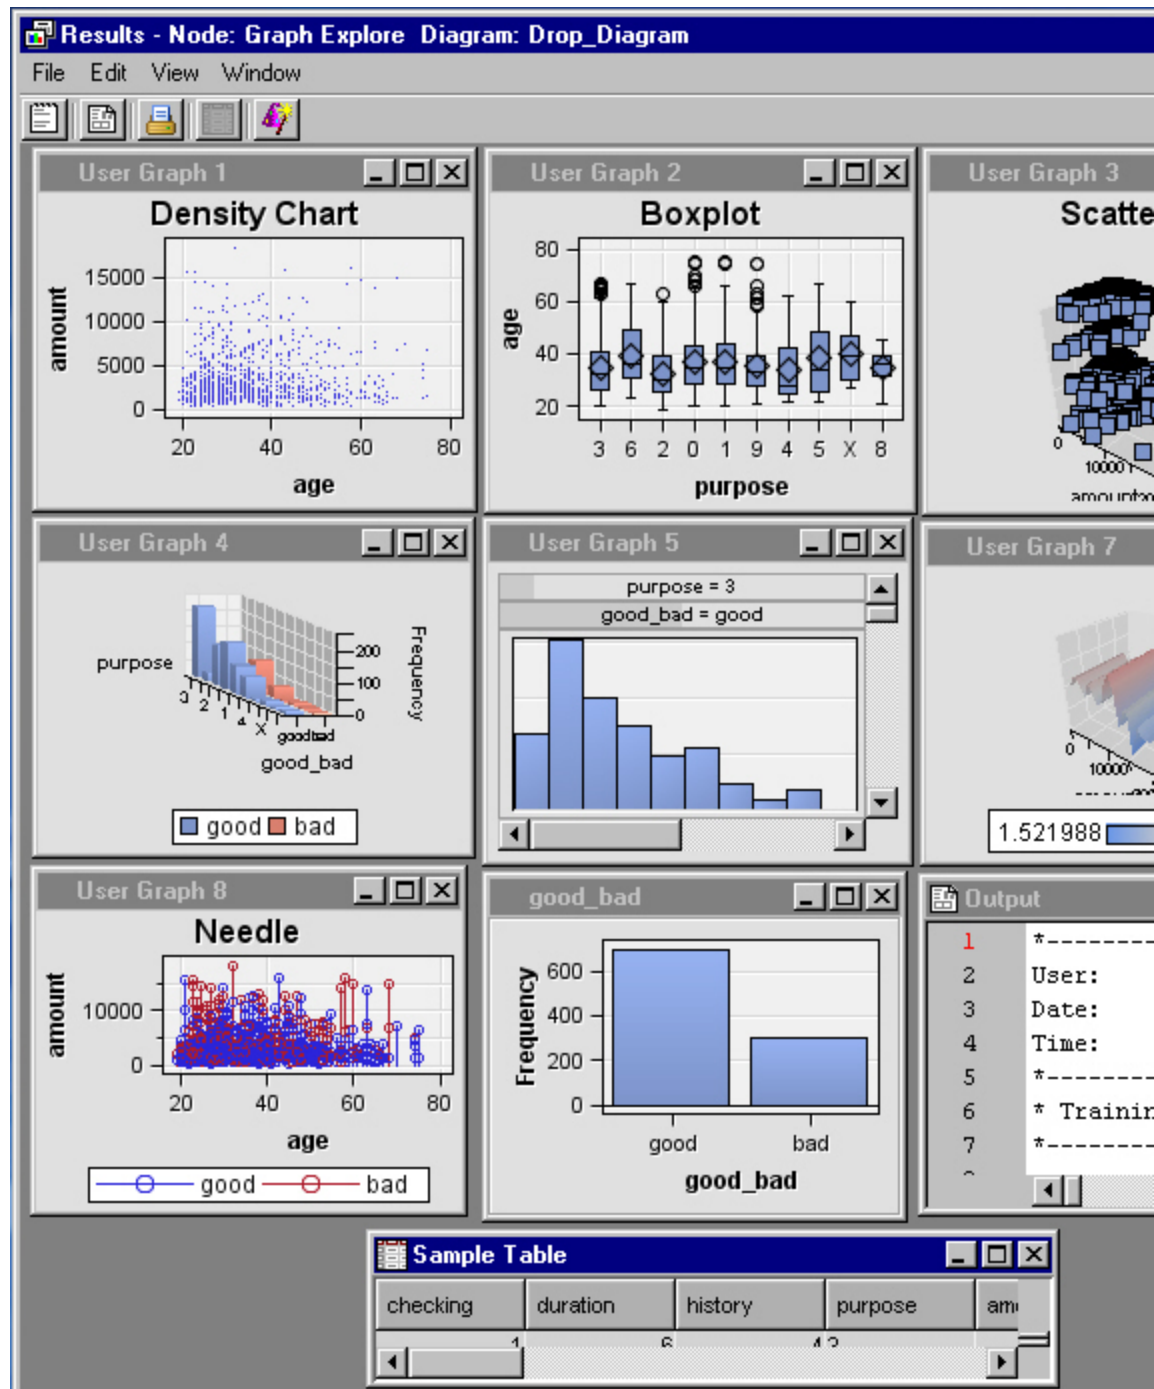 Results - Node: Graph Explore Diagram: Drop_Diagram
File Edit View Window
User Graph 1
Density Chart
amount
15000
10000
5000
0
20 40 60 80
age
User Graph 2
Boxplot
age
80
60
40
20
3 6 2 0 1 9 4 5 X 8
purpose
User Graph 3
Scatte
0
10000
User Graph 4
purpose
3 2 1 4 X
200
100
0
Frequency
good_bad
good bad
User Graph 5
purpose = 3
good_bad = good
User Graph 7
0
10000
1.521988
User Graph 8
Needle
amount
10000
0
20 40 60 80
age
good bad
good_bad
Frequency
600
400
200
0
good bad
good_bad
Output
1 *--------
2 User:
3 Date:
4 Time:
5 *--------
6 * Trainin
7 *--------
Sample Table
checking duration history purpose